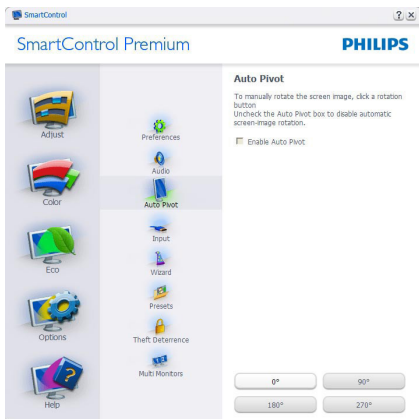 SmartControl
? ×
SmartControl Premium
PHILIPS
Adjust
Color
Eco
Options
Help
Preferences
Audio
Auto Pivot
Input
Wizard
Presets
Theft Deterrence
Multi Monitors
Auto Pivot
To manually rotate the screen image, click a rotation
button
Uncheck the Auto Pivot box to disable automatic
screen-image rotation.
Enable Auto Pivot
0°
90°
180°
270°